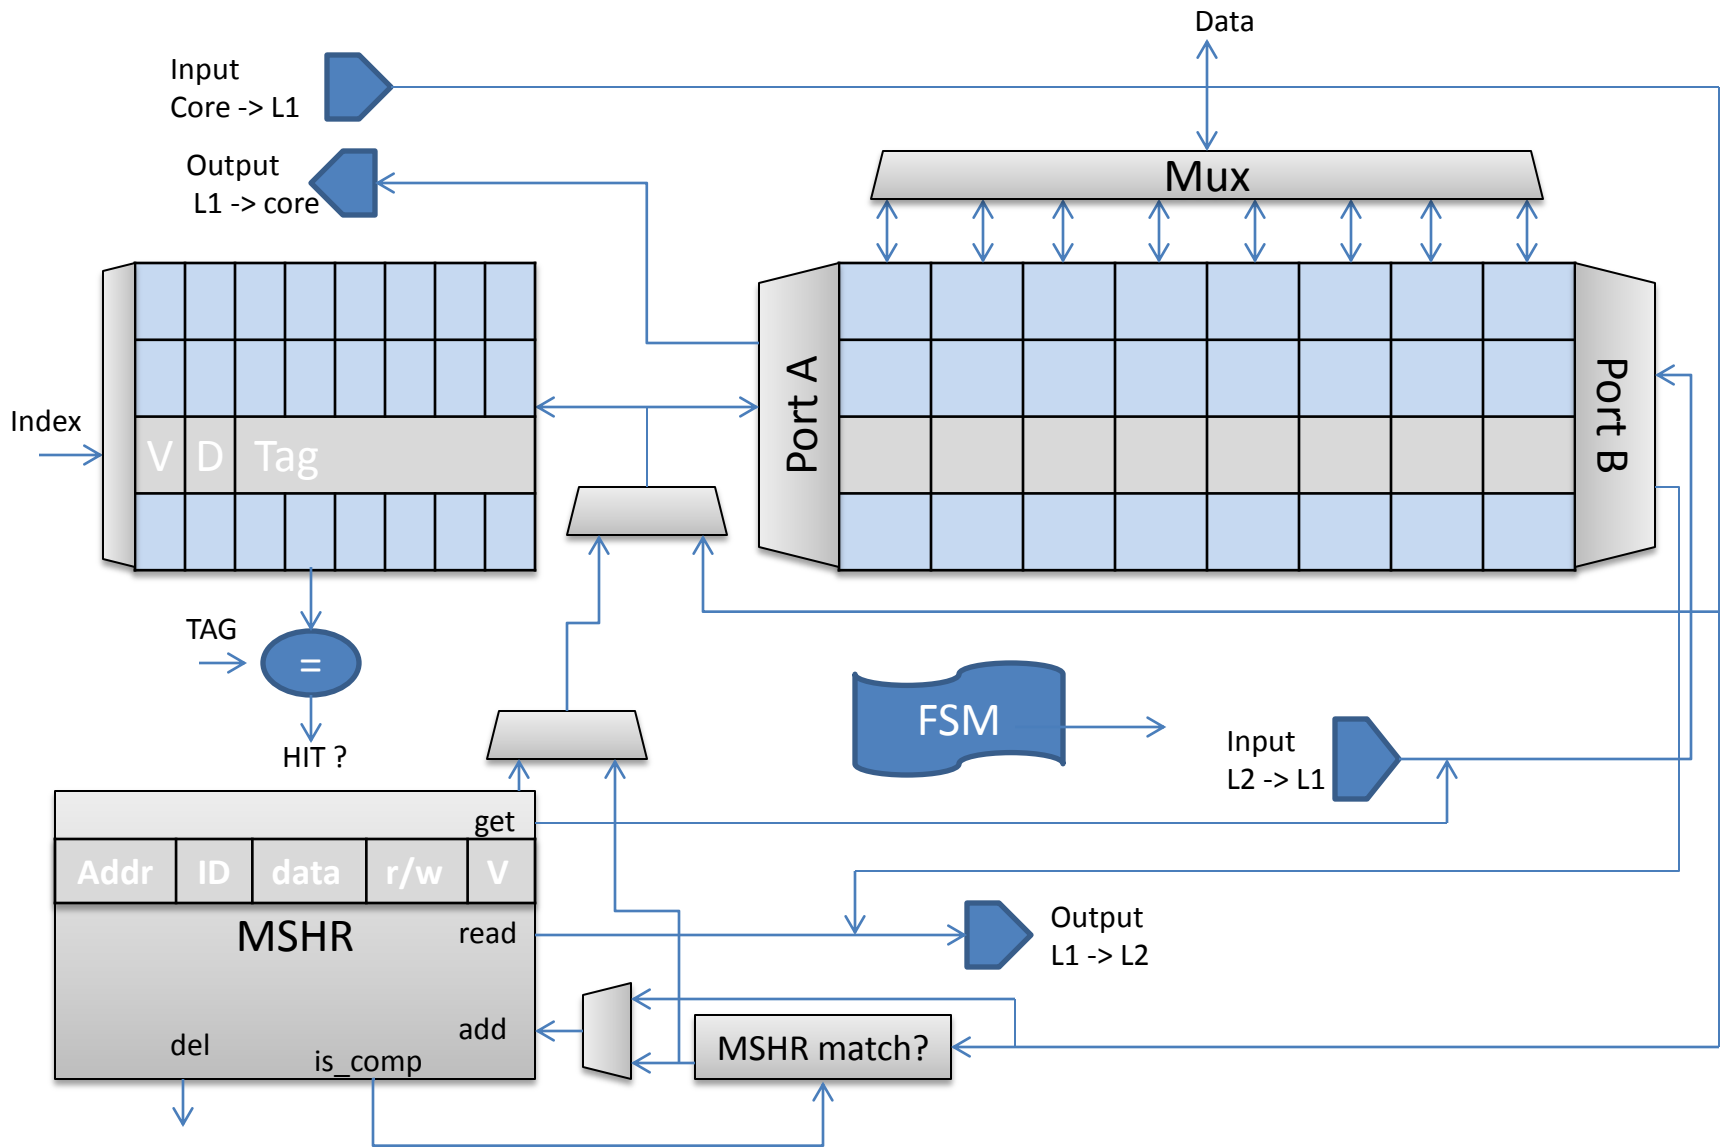 Data
Input
Core -> L1
Output
L1 -> core
Mux
Index
V D Tag
Port A
Port B
TAG
=
HIT ?
FSM
Input
L2 -> L1
get
Addr ID data r/w V
MSHR
read
Output
L1 -> L2
add
del
is_comp
MSHR match?